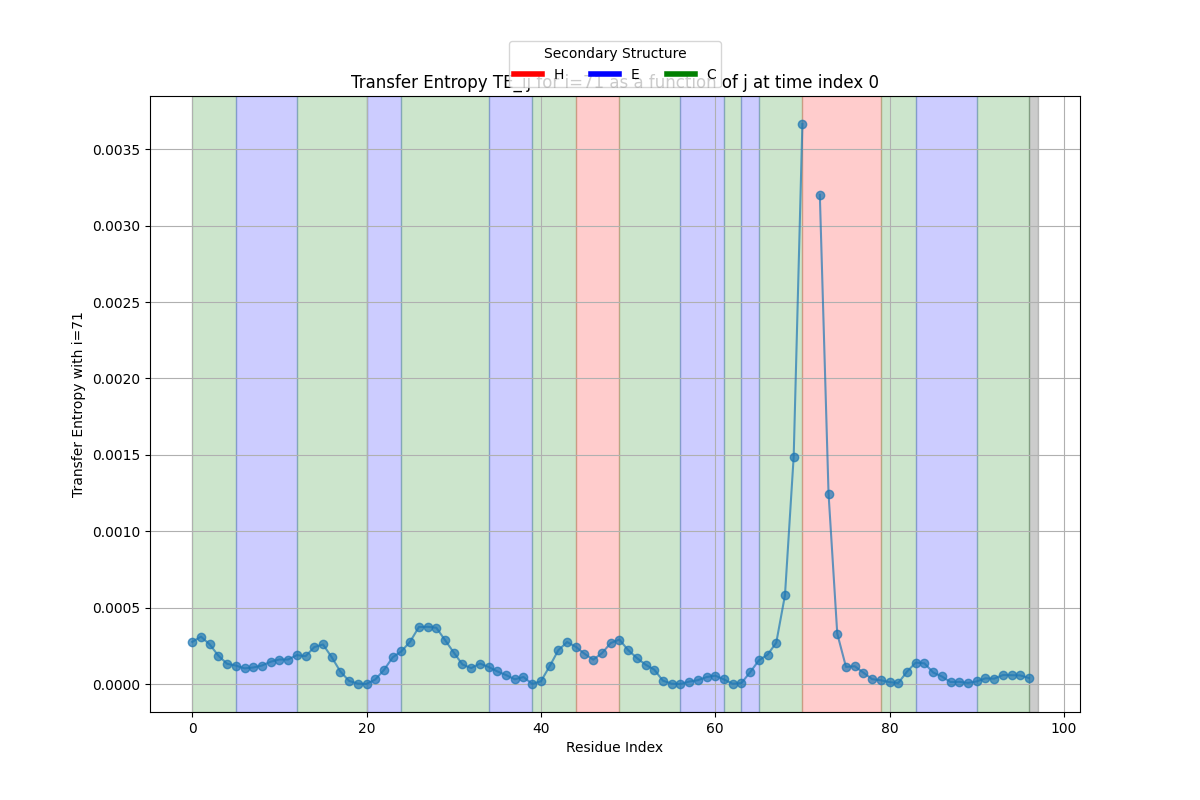 Secondary Structure
H E C
Transfer Entropy TE_ij for i=71 as a function of j at time index 0
0.0035
0.0030
0.0025
0.0020
0.0015
0.0010
0.0005
0.0000
Transfer Entropy with i=71
0 20 40 60 80 100
Residue Index